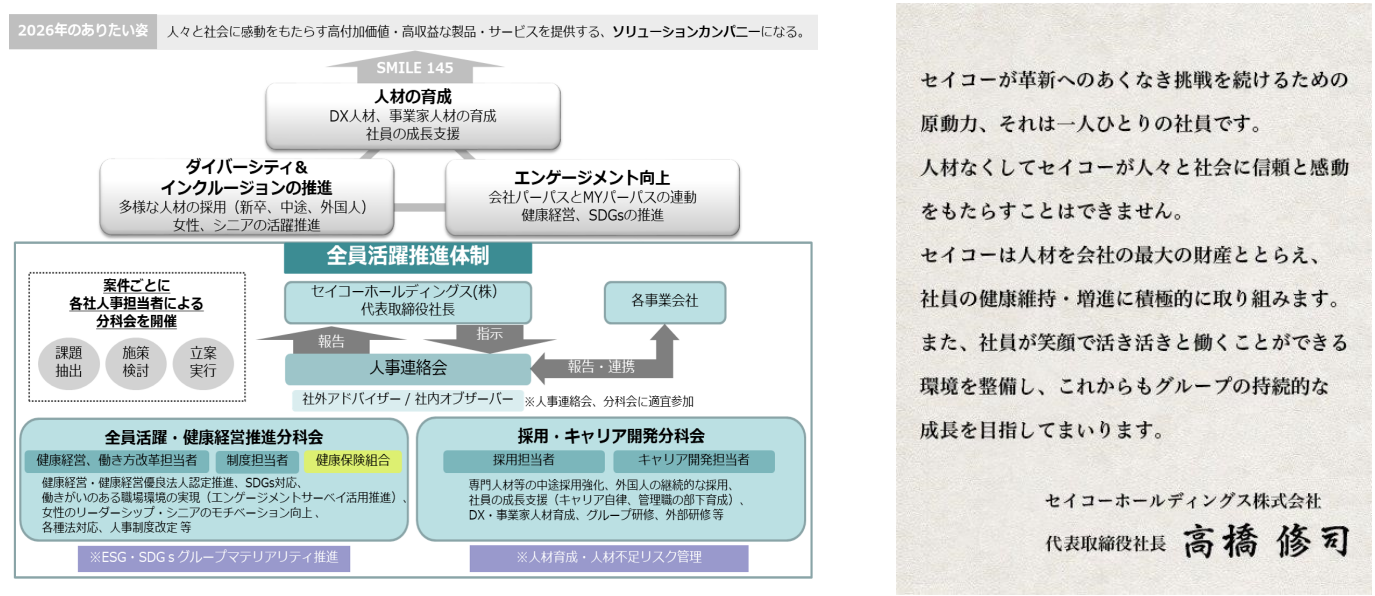 2026年のありたい姿
人々と社会に感動をもたらす高付加価値・高収益な製品・サービスを提供する、ソリューションカンパニーになる。
SMILE 145
人材の育成
DX人材、事業家人材の育成
社員の成長支援
ダイバーシティ&
インクルージョンの推進
多様な人材の採用（新卒、中途、外国人）
女性、シニアの活躍推進
エンゲージメント向上
会社パーパスとMYパーパスの連動
健康経営、SDGsの推進
全員活躍推進体制
案件ごとに
各社人事担当者による
分科会を開催
課題
抽出
施策
検討
立案
実行
セイコーホールディングス(株)
代表取締役社長
各事業会社
報告
指示
人事連絡会
報告・連携
社外アドバイザー / 社内オブザーバー
※人事連絡会、分科会に適宜参加
全員活躍・健康経営推進分科会
健康経営、働き方改革担当者
制度担当者
健康保険組合
健康経営・健康経営優良法人認定推進、SDGs対応、
働きがいのある職場環境の実現（エンゲージメントサーベイ活用推進）、
女性のリーダーシップ・シニアのモチベーション向上、
各種法対応、人事制度改定 等
※ESG・SDGｓグループマテリアリティ推進
採用・キャリア開発分科会
採用担当者
キャリア開発担当者
専門人材等の中途採用強化、外国人の継続的な採用、
社員の成長支援（キャリア自律、管理職の部下育成）、
DX・事業家人材育成、グループ研修、外部研修 等
※人材育成・人材不足リスク管理
セイコーが革新へのあくなき挑戦を続けるための
原動力、それは一人ひとりの社員です。
人材なくしてセイコーが人々と社会に信頼と感動
をもたらすことはできません。
セイコーは人材を会社の最大の財産ととらえ、
社員の健康維持・増進に積極的に取り組みます。
また、社員が笑顔で活き活きと働くことができる
環境を整備し、これからもグループの持続的な
成長を目指してまいります。
セイコーホールディングス株式会社
代表取締役社長 高橋 修司